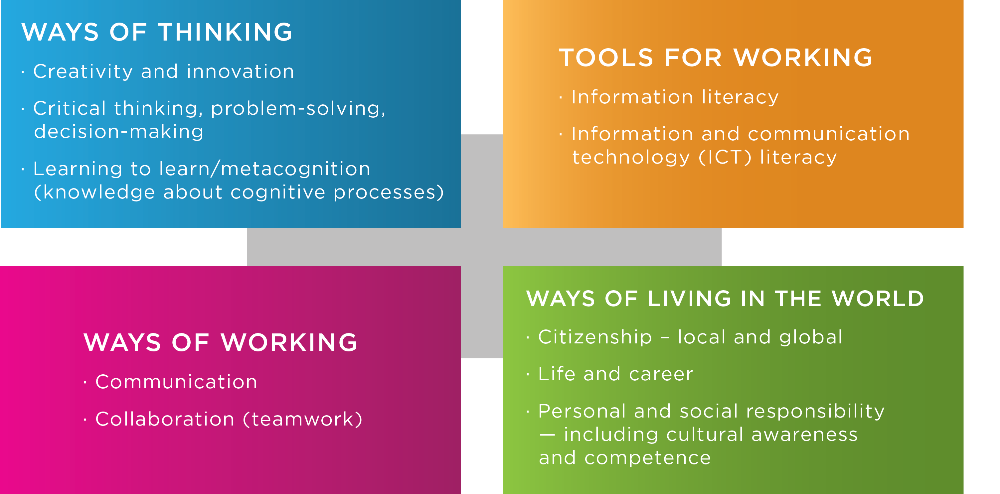 WAYS OF THINKING
· Creativity and innovation
· Critical thinking, problem-solving,
decision-making
· Learning to learn/metacognition
(knowledge about cognitive processes)
TOOLS FOR WORKING
· Information literacy
· Information and communication
technology (ICT) literacy
WAYS OF WORKING
· Communication
· Collaboration (teamwork)
WAYS OF LIVING IN THE WORLD
· Citizenship – local and global
· Life and career
· Personal and social responsibility
— including cultural awareness
and competence